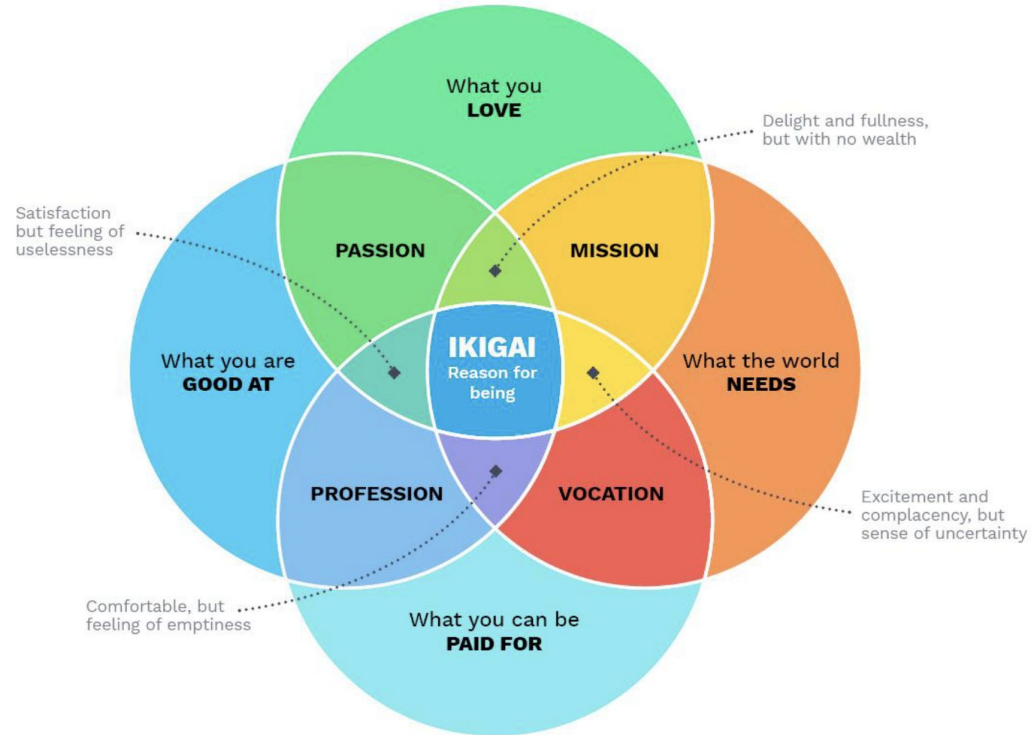 What you
LOVE
Delight and fullness,
but with no wealth
Satisfaction
but feeling of
uselessness
PASSION
MISSION
IKIGAI
Reason for
being
What you are
GOOD AT
What the world
NEEDS
PROFESSION
VOCATION
Excitement and
complacency, but
sense of uncertainty
Comfortable, but
feeling of emptiness
What you can be
PAID FOR